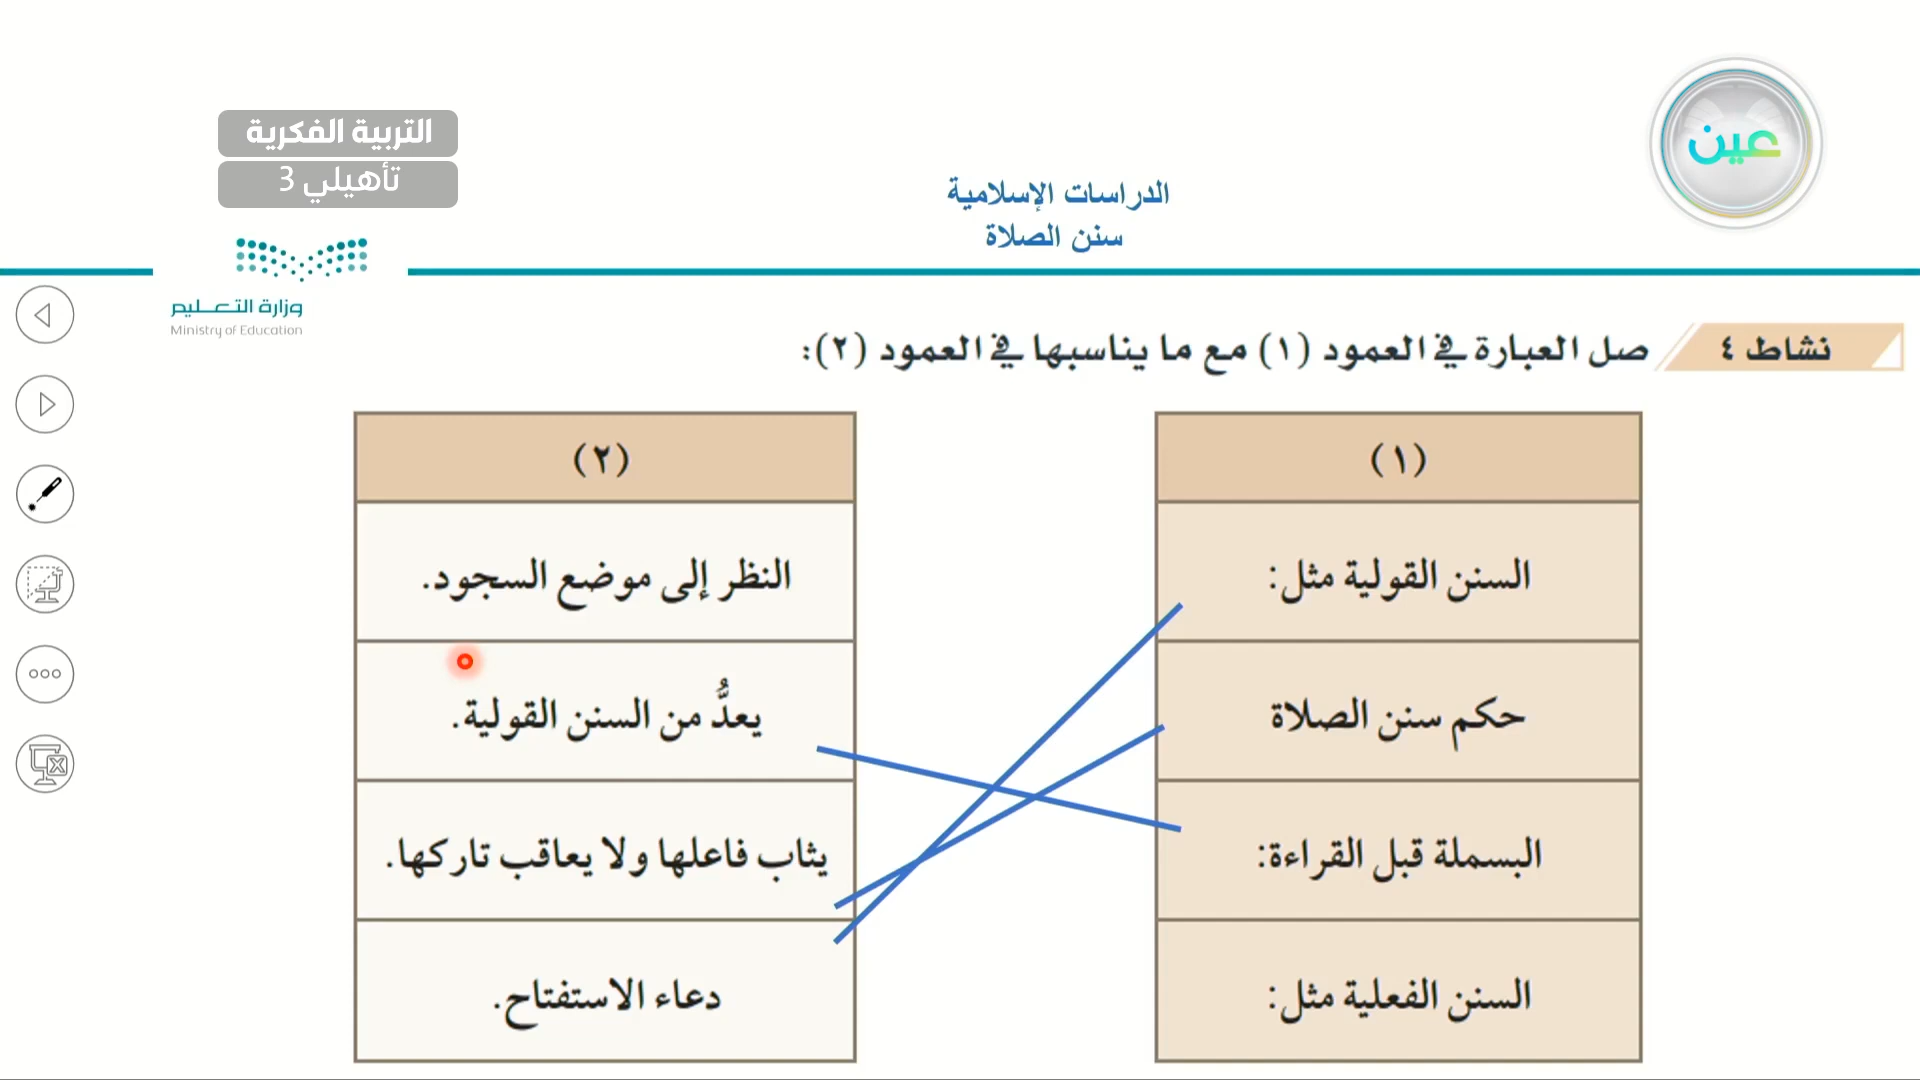 عين
التربية الفكرية
تأهيلي 3
الدراسات الإسلامية
سنن الصلاة
وزارة التعليم
Ministry of Education
نشاط ٤ صل العبارة في العمود (١) مع ما يناسبها في العمود (٢):
(١)
السنن القولية مثل:
حكم سنن الصلاة
البسملة قبل القراءة:
السنن الفعلية مثل:
(٢)
النظر إلى موضع السجود.
يعدُّ من السنن القولية.
يثاب فاعلها ولا يعاقب تاركها.
دعاء الاستفتاح.